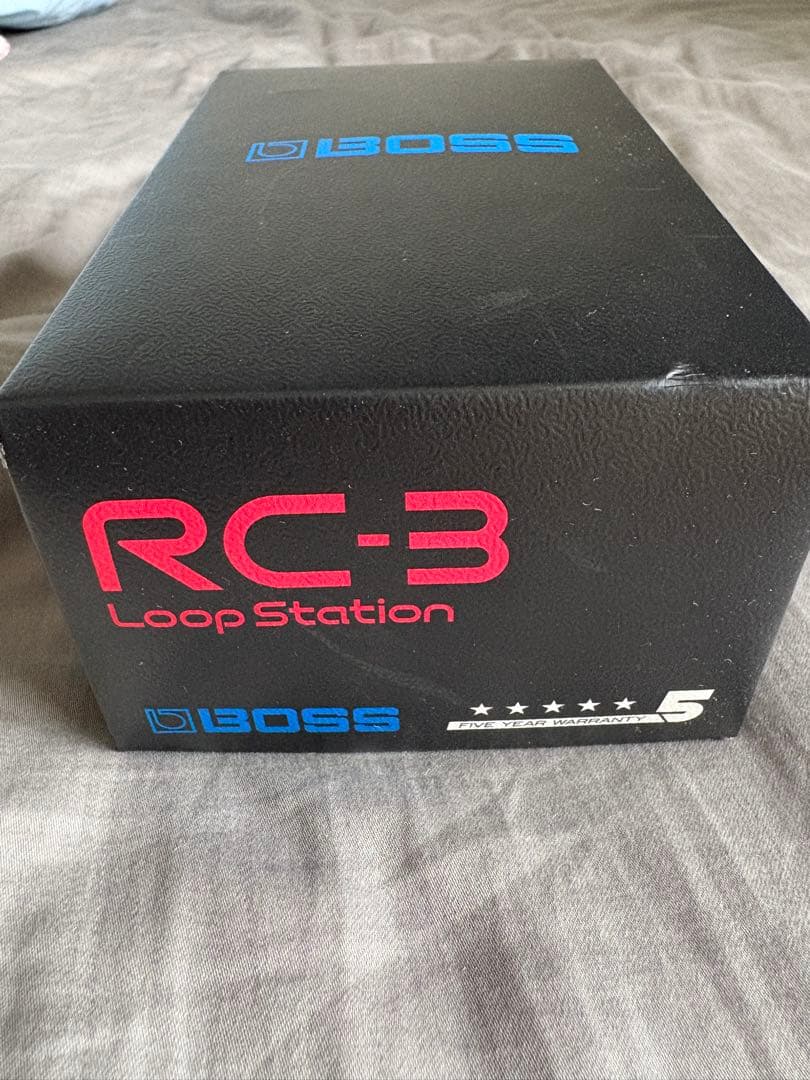 BOSS
RC-3
Loop Station
BOSS
FIVE YEAR WARRANTY 5